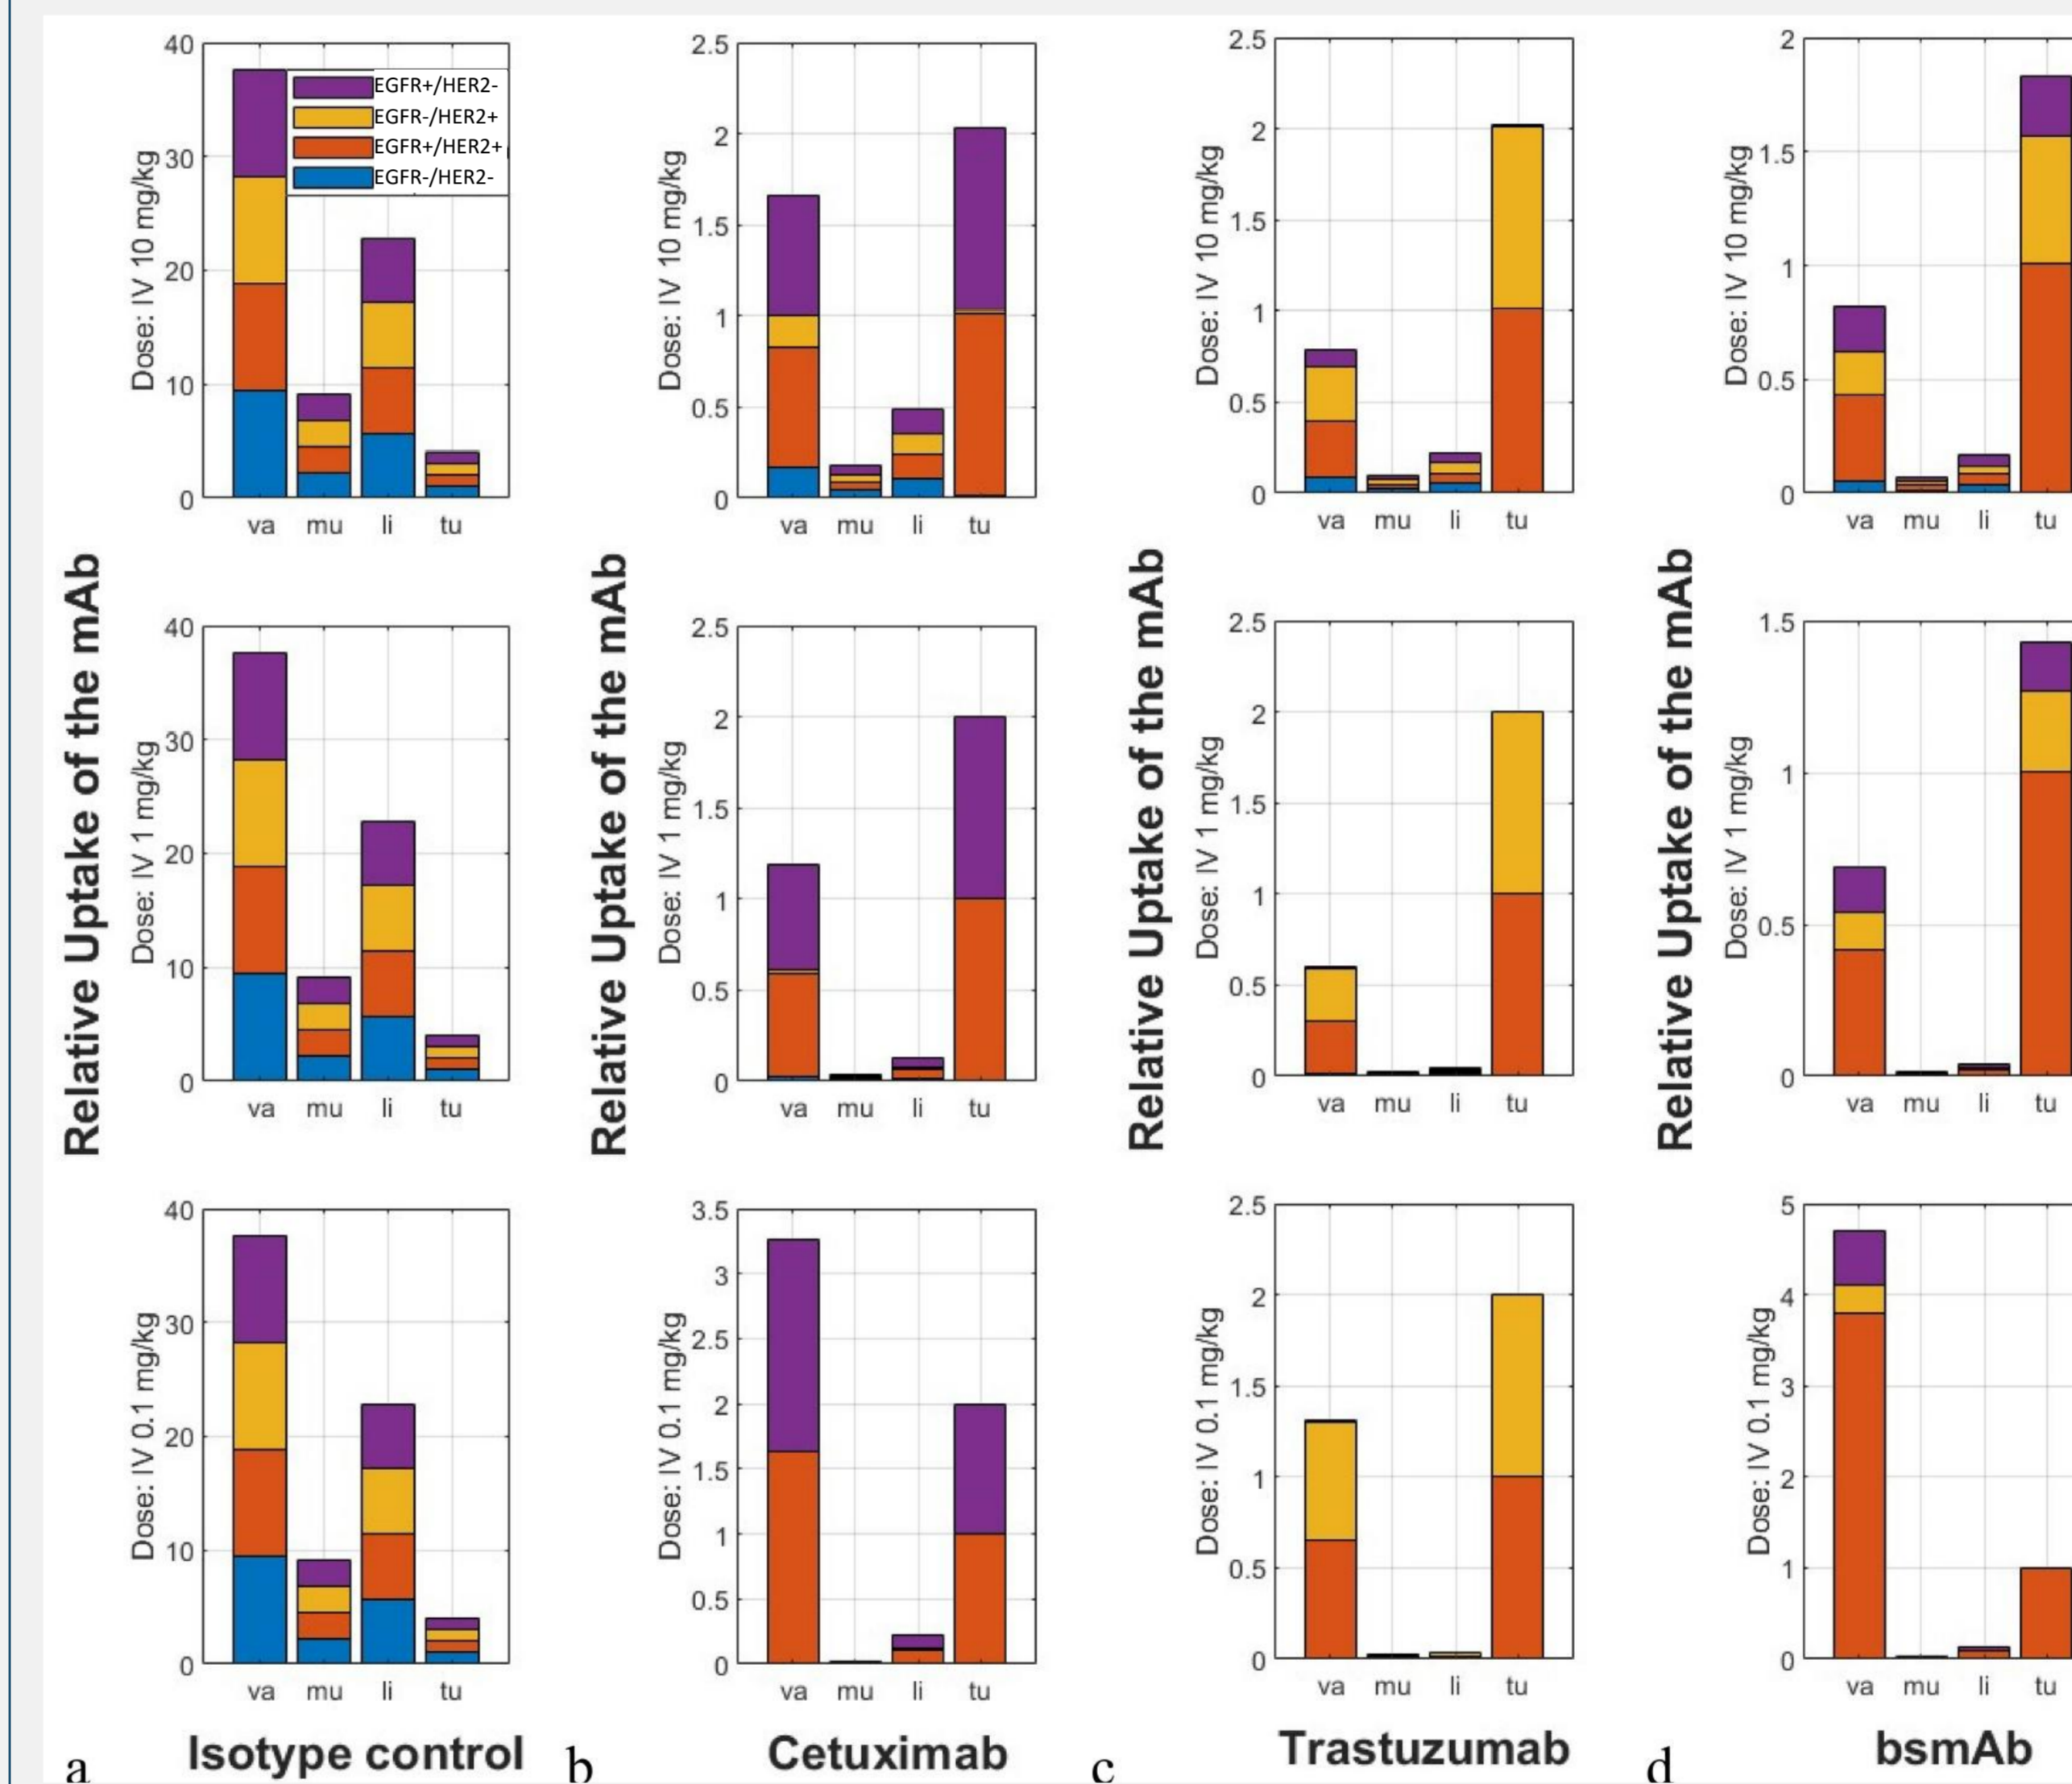 40
30
20
10
0
Dose: IV 10 mg/kg
EGFR+/HER2-
EGFR-/HER2+
EGFR+/HER2+
EGFR-/HER2-
va mu li tu
2.5
2
1.5
1
0.5
0
Dose: IV 10 mg/kg
va mu li tu
2.5
2
1.5
1
0.5
0
Dose: IV 10 mg/kg
va mu li tu
2
1.5
1
0.5
0
Dose: IV 10 mg/kg
va mu li tu
Relative Uptake of the mAb
40
30
20
10
0
Dose: IV 1 mg/kg
va mu li tu
Relative Uptake of the mAb
2.5
2
1.5
1
0.5
0
Dose: IV 1 mg/kg
va mu li tu
Relative Uptake of the mAb
2.5
2
1.5
1
0.5
0
Dose: IV 1 mg/kg
va mu li tu
Relative Uptake of the mAb
1.5
1
0.5
0
Dose: IV 1 mg/kg
va mu li tu
40
30
20
10
0
Dose: IV 0.1 mg/kg
va mu li tu
3.5
3
2.5
2
1.5
1
0.5
0
Dose: IV 0.1 mg/kg
va mu li tu
2.5
2
1.5
1
0.5
0
Dose: IV 0.1 mg/kg
va mu li tu
5
4
3
2
1
0
Dose: IV 0.1 mg/kg
va mu li tu
a Isotype control
b Cetuximab
c Trastuzumab
d bsmAb